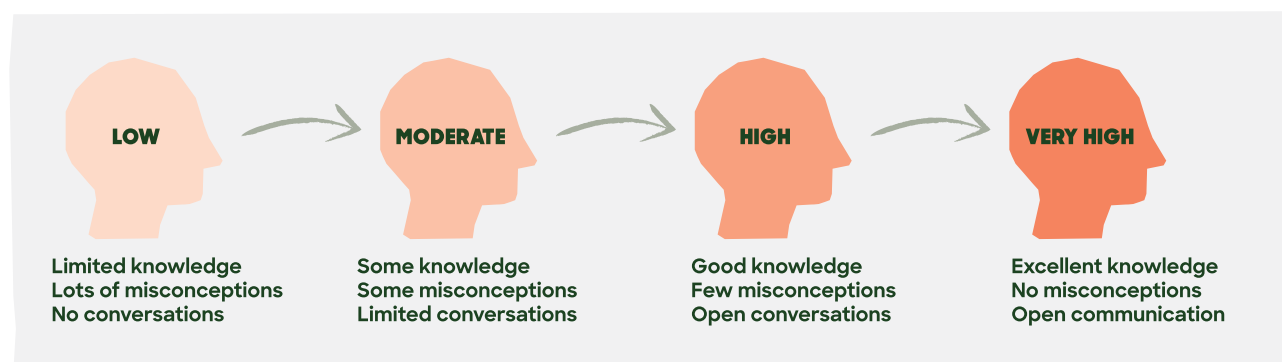 LOW
Limited knowledge
Lots of misconceptions
No conversations
MODERATE
Some knowledge
Some misconceptions
Limited conversations
HIGH
Good knowledge
Few misconceptions
Open conversations
VERY HIGH
Excellent knowledge
No misconceptions
Open communication